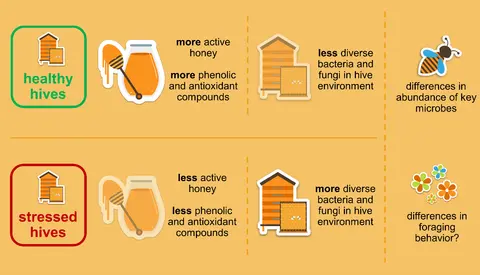 healthy
hives
more active
honey
more phenolic
and antioxidant
compounds
less diverse
bacteria and
fungi in hive
environment
differences in
abundance of key
microbes
stressed
hives
less active
honey
less phenolic
and antioxidant
compounds
more diverse
bacteria and
fungi in hive
environment
differences in
foraging
behavior?